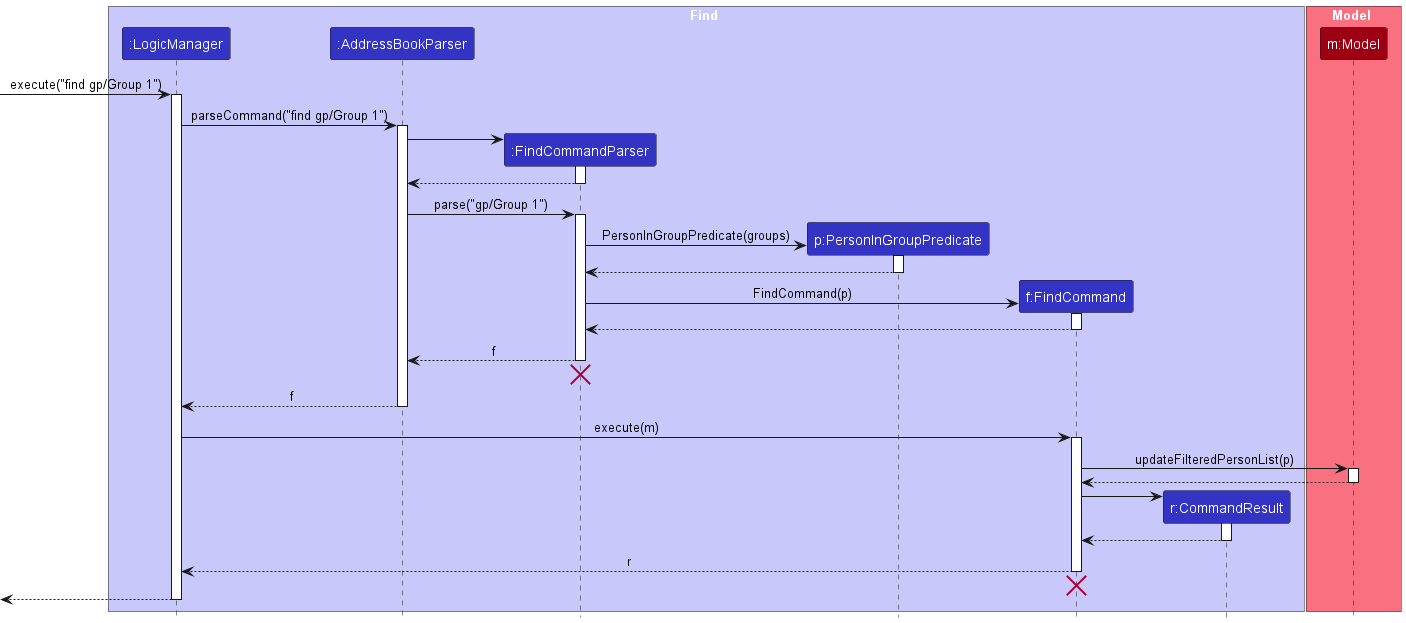 Find
Model
:LogicManager
:AddressBookParser
m:Model
execute("find gp/Group 1")
parseCommand("find gp/Group 1")
:FindCommandParser
parse("gp/Group 1")
PersonInGroupPredicate(groups)
p:PersonInGroupPredicate
FindCommand(p)
f:FindCommand
f
f
execute(m)
updateFilteredPersonList(p)
r:CommandResult
r